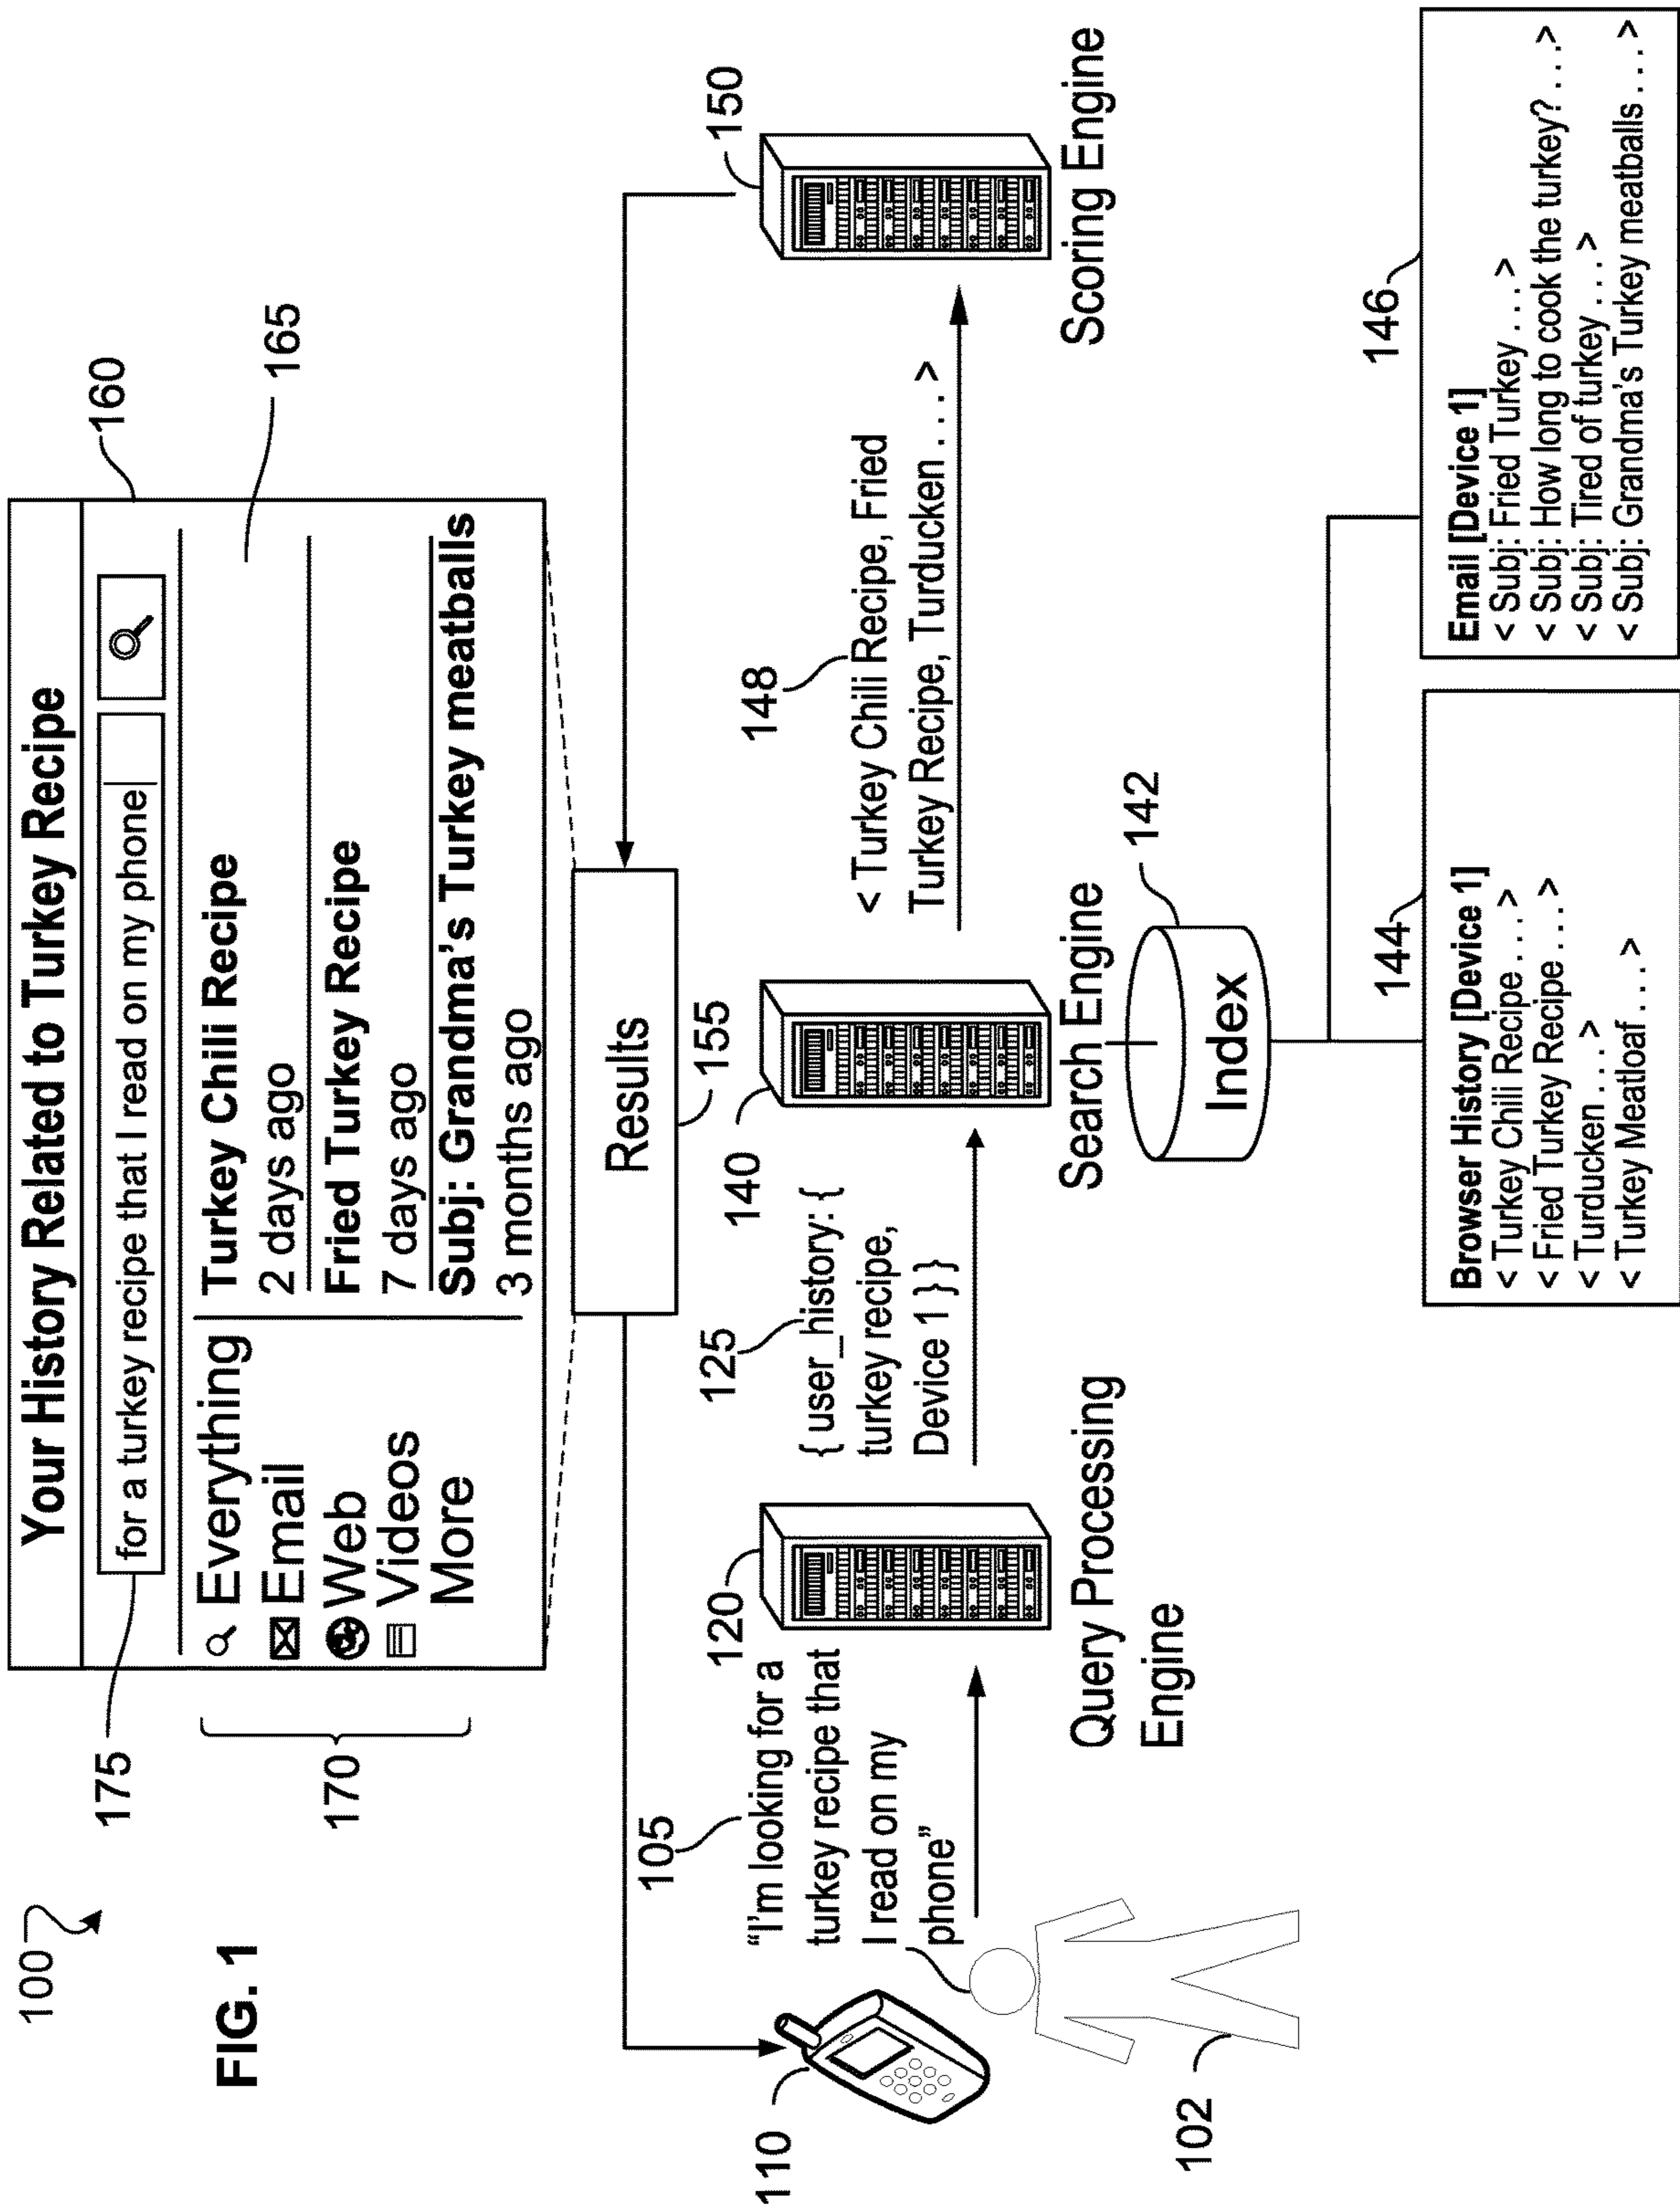 100
FIG. 1
Your History Related to Turkey Recipe
160
175
for a turkey recipe that I read on my phone
170
Everything
Email
Web
Videos
More
Turkey Chili Recipe
2 days ago
Fried Turkey Recipe
7 days ago
Subj: Grandma's Turkey meatballs
3 months ago
165
Results
155
110
102
105
"I'm looking for a
turkey recipe that
I read on my
phone"
120
Query Processing
Engine
125
{ user_history: {
turkey recipe,
Device 1 } }
140
Search Engine
142
Index
148
< Turkey Chili Recipe, Fried
Turkey Recipe, Turducken . . . >
150
Scoring Engine
144
Browser History [Device 1]
< Turkey Chili Recipe . . . >
< Fried Turkey Recipe . . . >
< Turducken . . . >
< Turkey Meatloaf . . . >
146
Email [Device 1]
< Subj: Fried Turkey . . . >
< Subj: How long to cook the turkey? . . . >
< Subj: Tired of turkey . . . >
< Subj: Grandma's Turkey meatballs . . . >